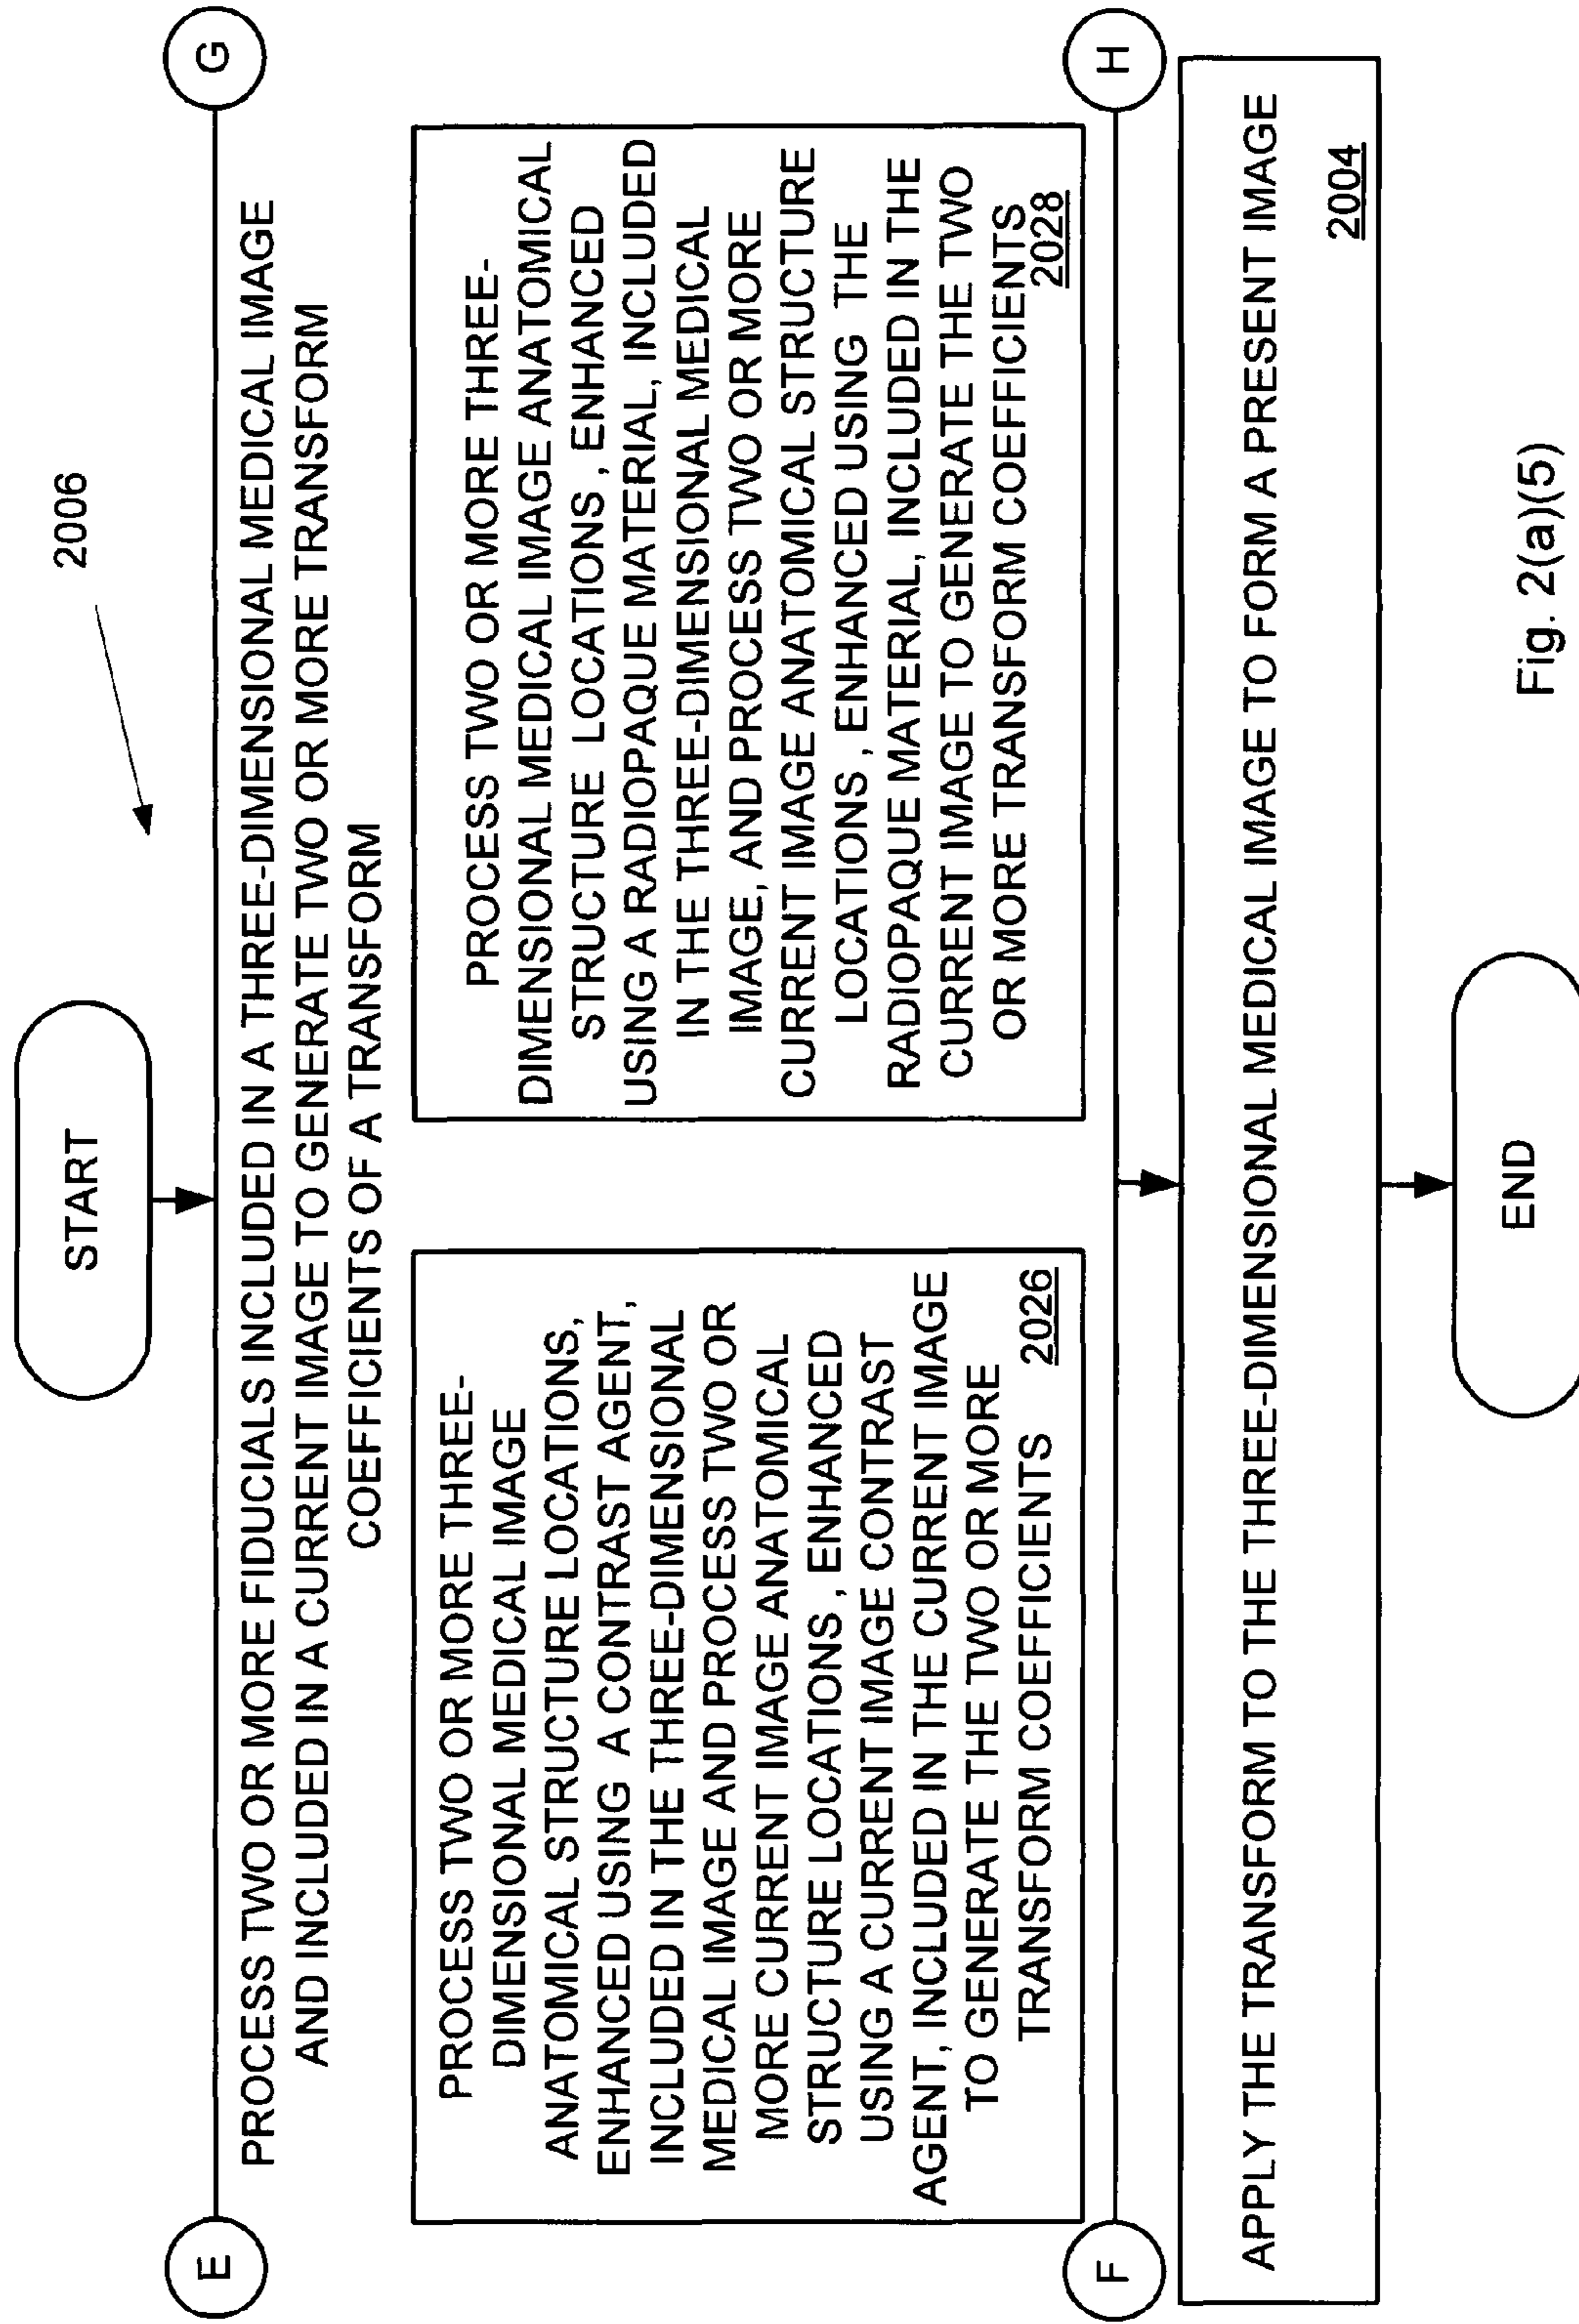 2006
START
E
G
PROCESS TWO OR MORE FIDUCIALS INCLUDED IN A THREE-DIMENSIONAL MEDICAL IMAGE
AND INCLUDED IN A CURRENT IMAGE TO GENERATE TWO OR MORE TRANSFORM
COEFFICIENTS OF A TRANSFORM
PROCESS TWO OR MORE THREE-
DIMENSIONAL MEDICAL IMAGE
ANATOMICAL STRUCTURE LOCATIONS,
ENHANCED USING A CONTRAST AGENT,
INCLUDED IN THE THREE-DIMENSIONAL
MEDICAL IMAGE AND PROCESS TWO OR
MORE CURRENT IMAGE ANATOMICAL
STRUCTURE LOCATIONS , ENHANCED
USING A CURRENT IMAGE CONTRAST
AGENT, INCLUDED IN THE CURRENT IMAGE
TO GENERATE THE TWO OR MORE
TRANSFORM COEFFICIENTS 2026
PROCESS TWO OR MORE THREE-
DIMENSIONAL MEDICAL IMAGE ANATOMICAL
STRUCTURE LOCATIONS , ENHANCED
USING A RADIOPAQUE MATERIAL, INCLUDED
IN THE THREE-DIMENSIONAL MEDICAL
IMAGE, AND PROCESS TWO OR MORE
CURRENT IMAGE ANATOMICAL STRUCTURE
LOCATIONS , ENHANCED USING THE
RADIOPAQUE MATERIAL, INCLUDED IN THE
CURRENT IMAGE TO GENERATE THE TWO
OR MORE TRANSFORM COEFFICIENTS
2028
F
H
APPLY THE TRANSFORM TO THE THREE-DIMENSIONAL MEDICAL IMAGE TO FORM A PRESENT IMAGE
2004
END
Fig. 2(a)(5)